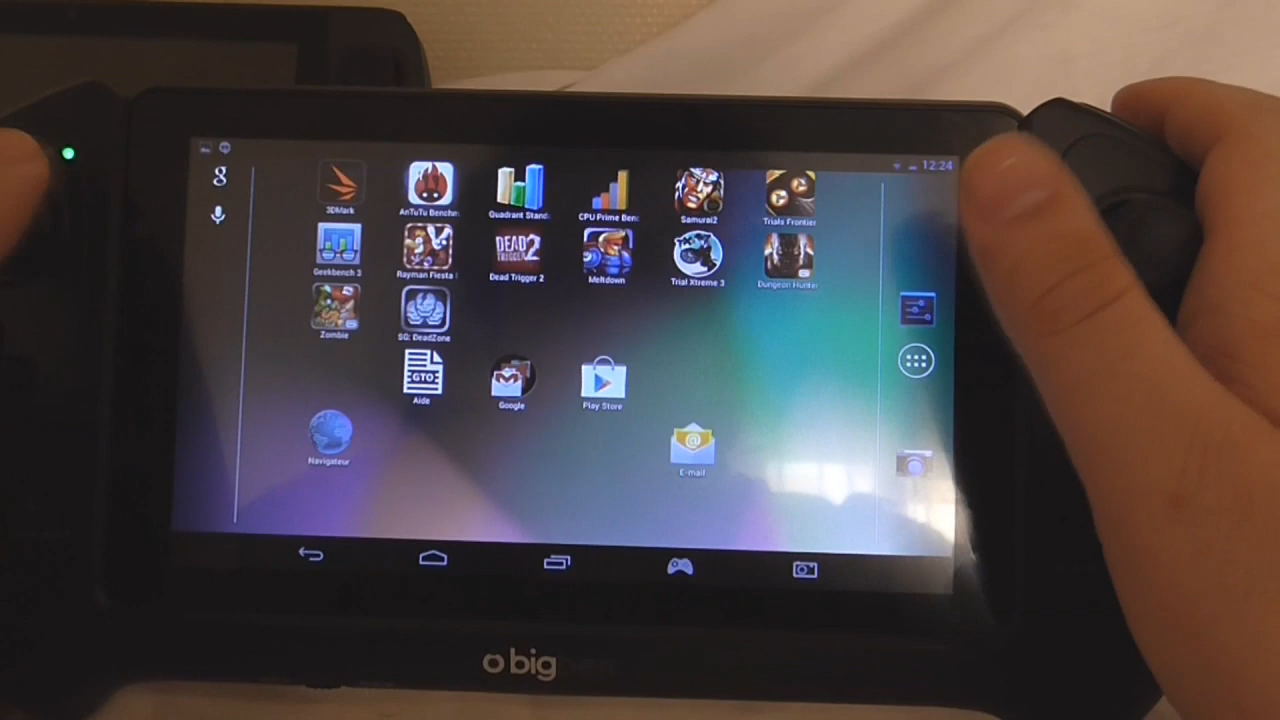 12:24
g
3DMark
AnTuTu Benchm
Quadrant Stand
CPU Prime Ben
Samurai2
Trials Frontier
Geekbench 3
Rayman Fiesta
DEAD
TRIGGER 2
Dead Trigger 2
Meltdown
Trial Xtreme 3
Dungeon Hunter
Zombie
SG: DeadZone
GTO
Aide
Google
Play Store
Navigateur
@
E-mail
bigben